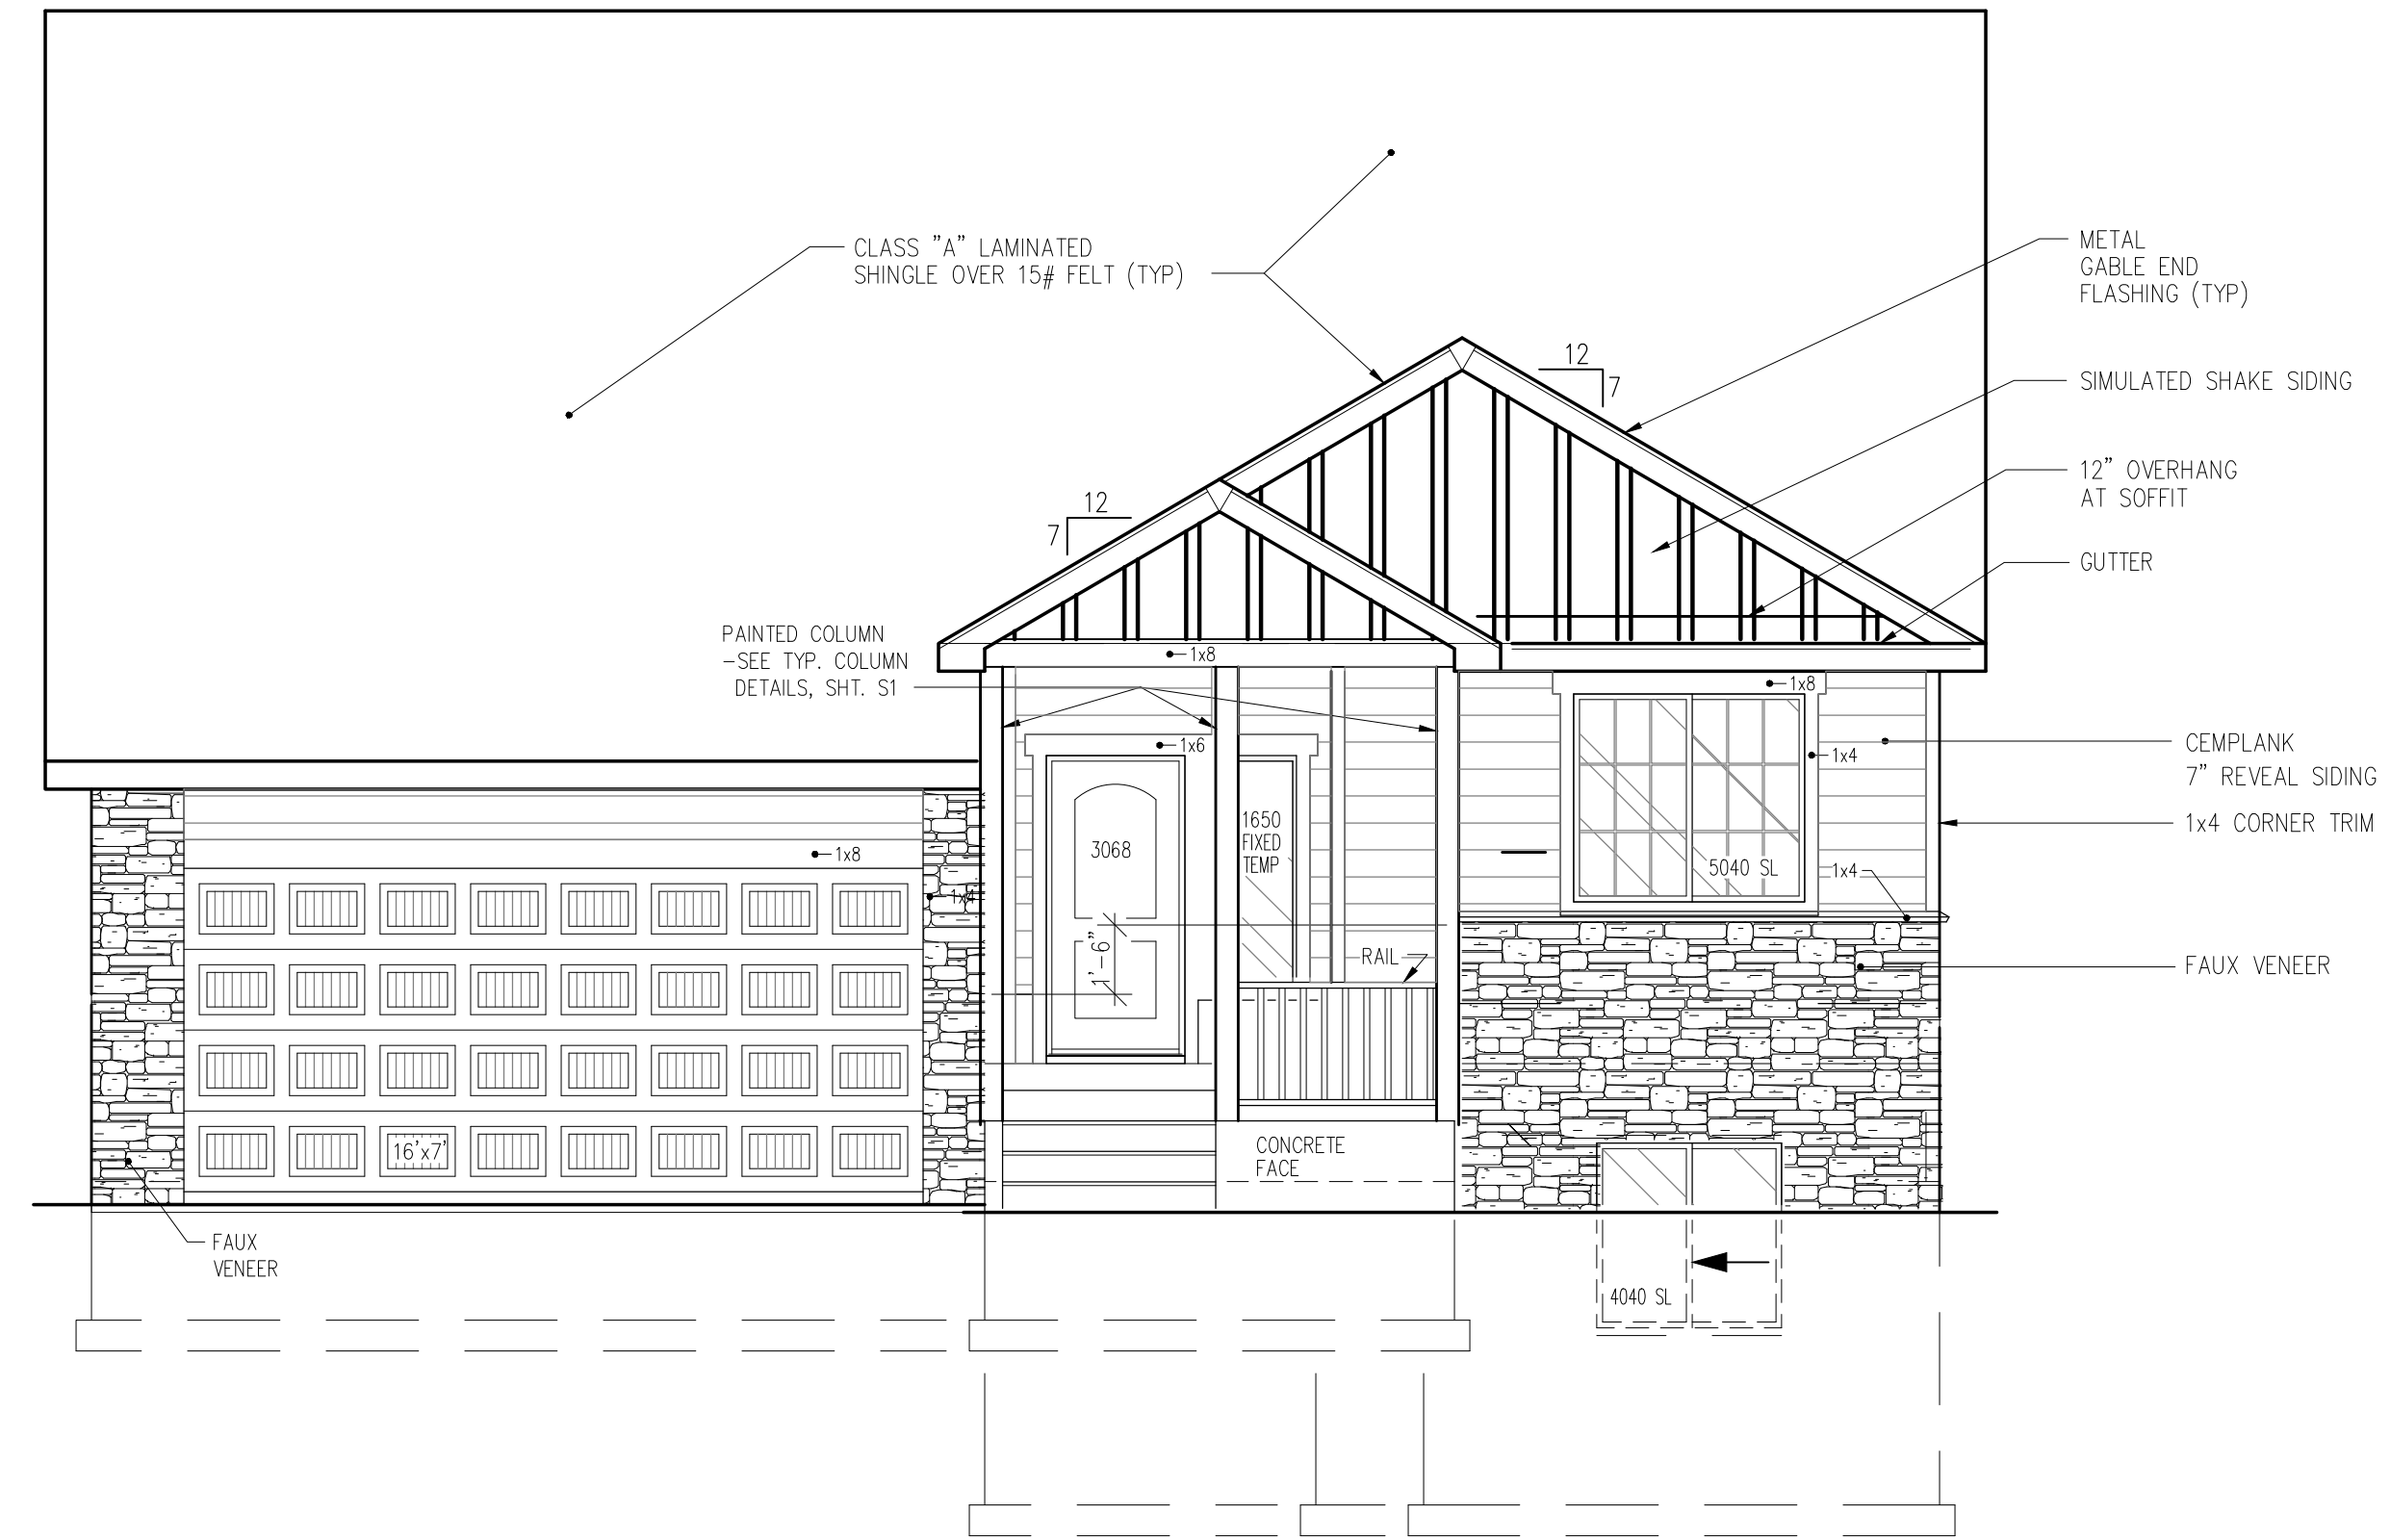 CLASS "A" LAMINATED
SHINGLE OVER 15# FELT (TYP)
METAL
GABLE END
FLASHING (TYP)
12
7
SIMULATED SHAKE SIDING
12" OVERHANG
AT SOFFIT
12
7
GUTTER
PAINTED COLUMN
-SEE TYP. COLUMN
DETAILS, SHT. S1
1x8
1x8
1x6
1x4
CEMPLANK
7" REVEAL SIDING
1x4 CORNER TRIM
1650
FIXED
TEMP
3068
1x8
5040 SL
1x4
1x4
1'-6"
RAIL
FAUX VENEER
16'x7'
CONCRETE
FACE
FAUX
VENEER
4040 SL